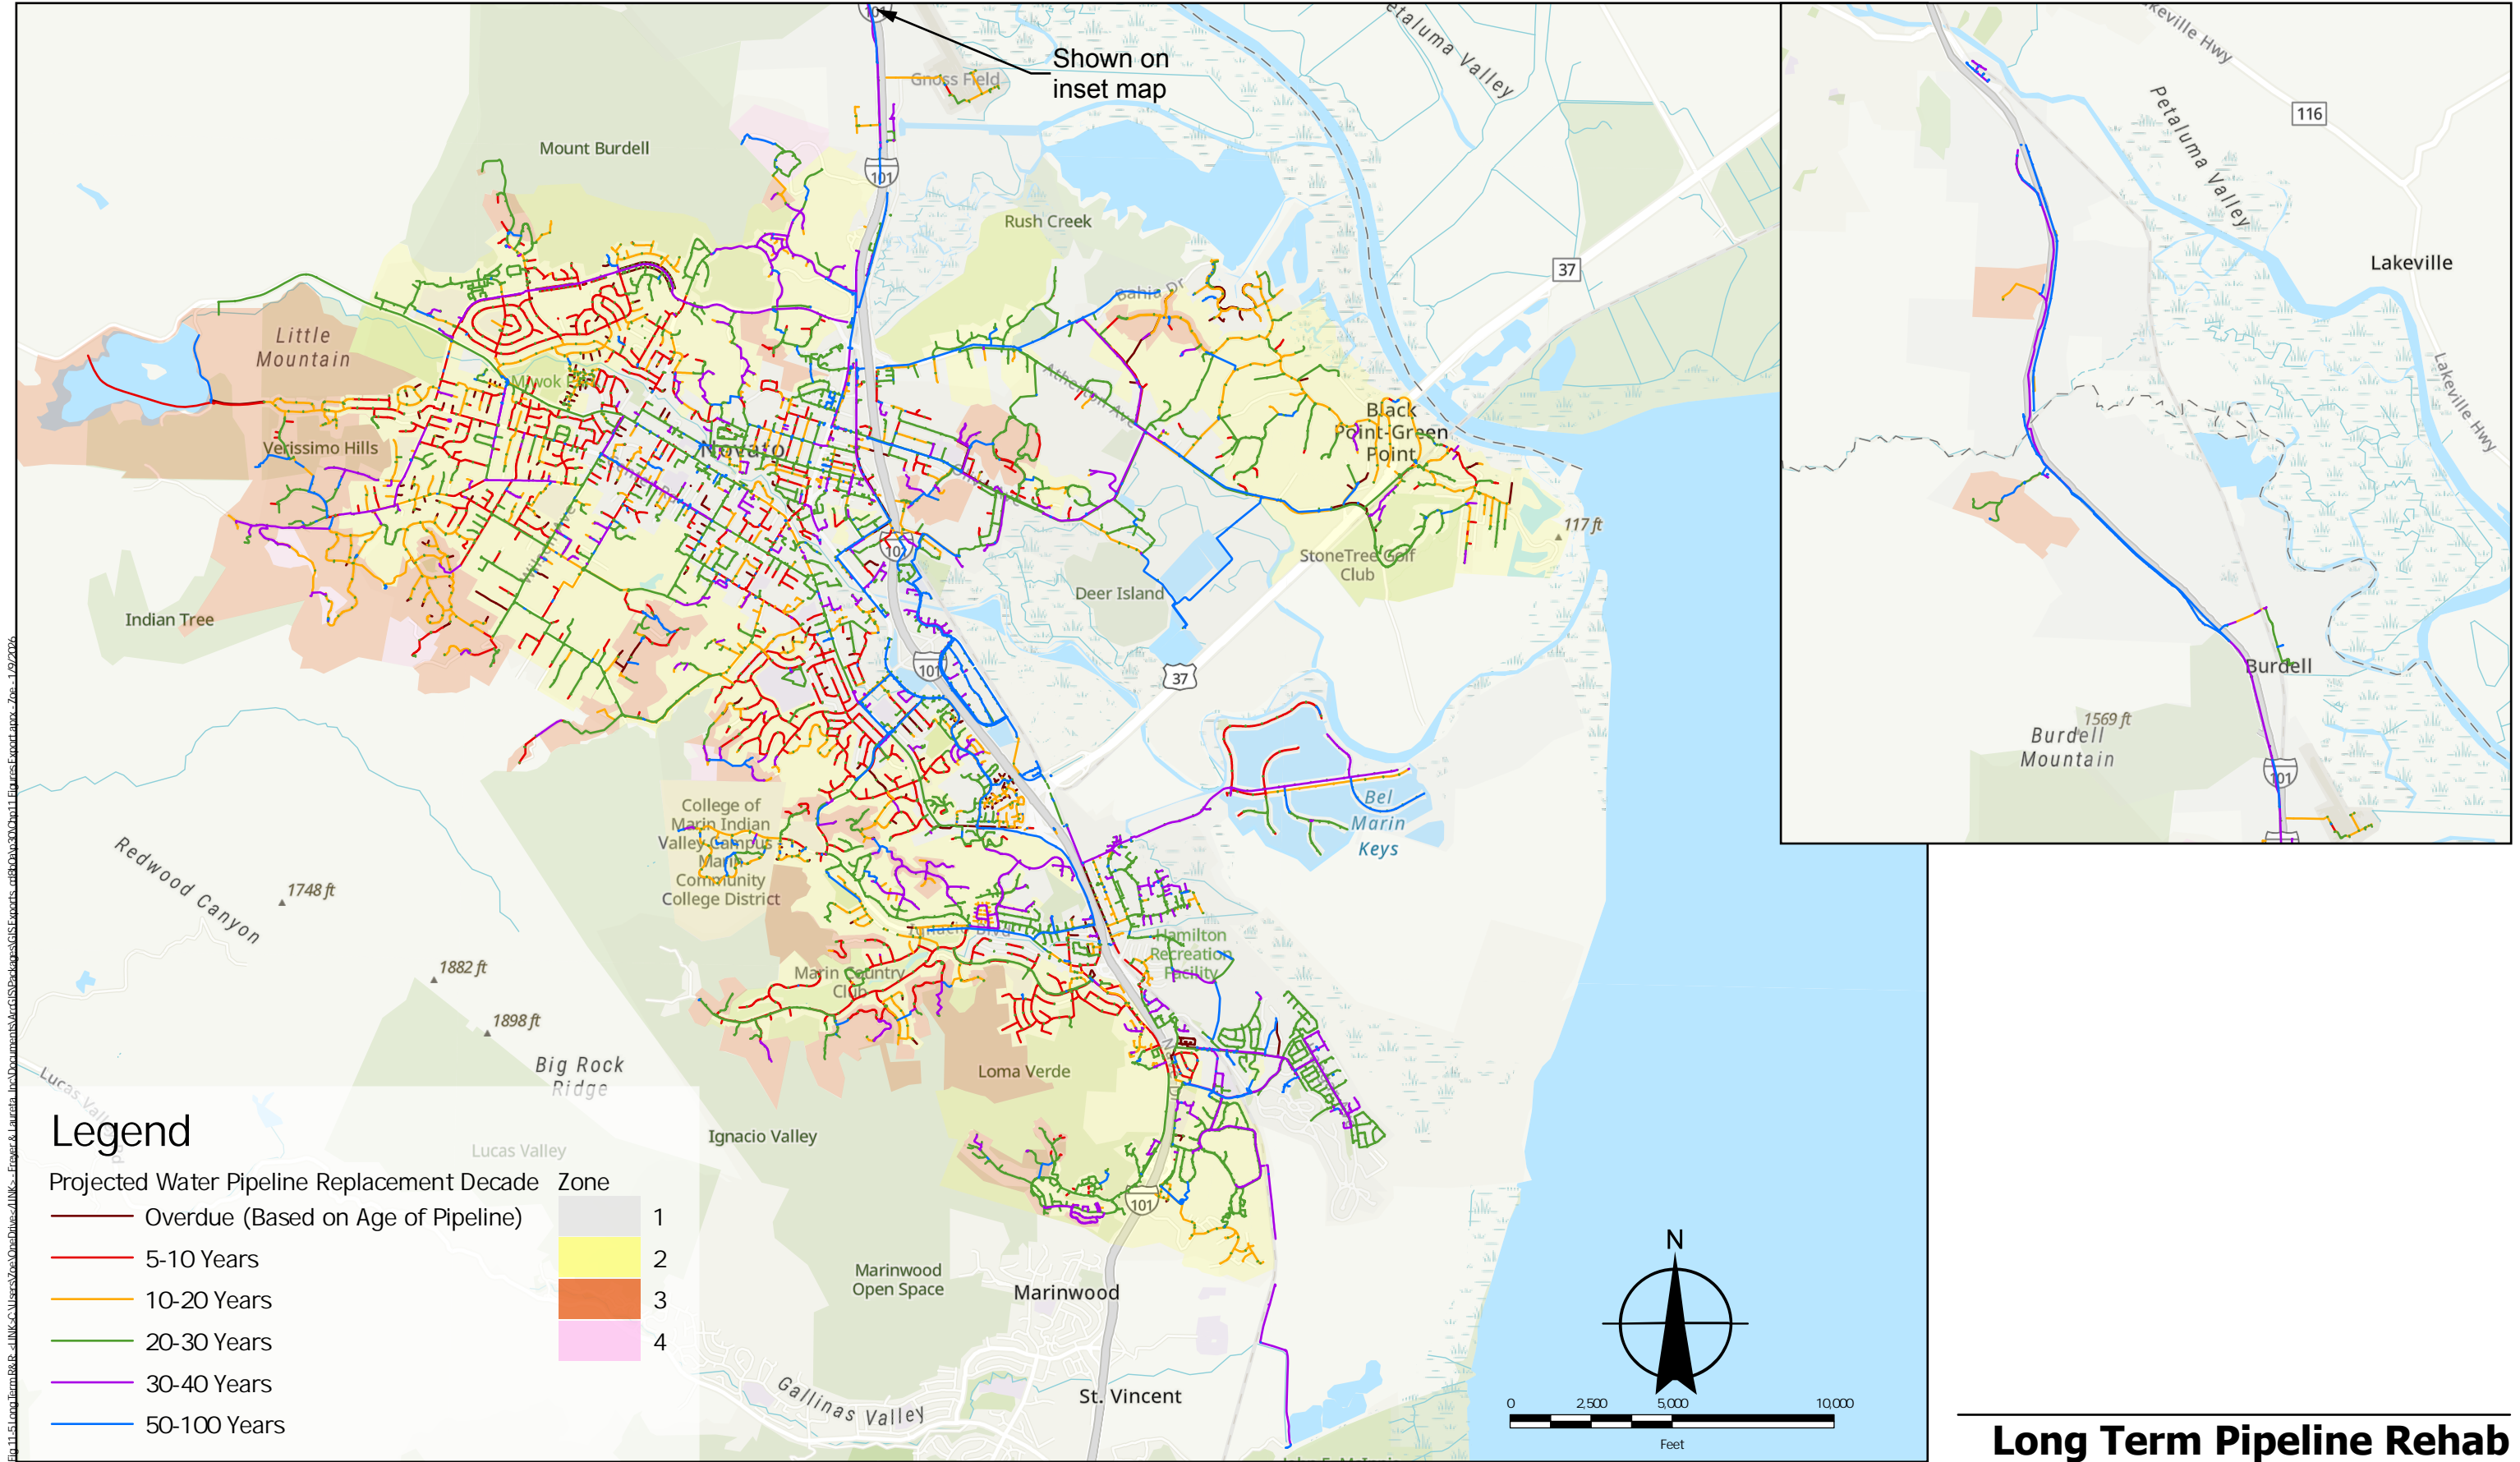 Shown on
inset map
101
Gnoss Field
etaluma Valley
Mount Burdell
101
Rush Creek
37
Bahia Dr
Little
Mountain
Miwok Park
Atherton Ave
Black
Point-Green
Point
Verissimo Hills
Novato
117 ft
101
StoneTree Golf
Club
Deer Island
Indian Tree
101
37
College of
Marin Indian
Valley Campus -
Marin
Community
College District
Bel
Marin
Keys
Redwood Canyon
1748 ft
Ignacio Blvd
Hamilton
Recreation
Facility
1882 ft
Marin Country
Club
1898 ft
Big Rock
Ridge
Loma Verde
Ignacio Valley
Lucas Valley
101
Marinwood
Open Space
Marinwood
St. Vincent
Gallinas Valley
Legend
Projected Water Pipeline Replacement Decade Zone
Overdue (Based on Age of Pipeline) 1
5-10 Years 2
10-20 Years 3
20-30 Years 4
30-40 Years
50-100 Years
N
0 2,500 5,000 10,000
Feet
akeville Hwy
116
Petaluma Valley
Lakeville
Lakeville Hwy
Burdell
1569 ft
Burdell
Mountain
101
Long Term Pipeline Rehab